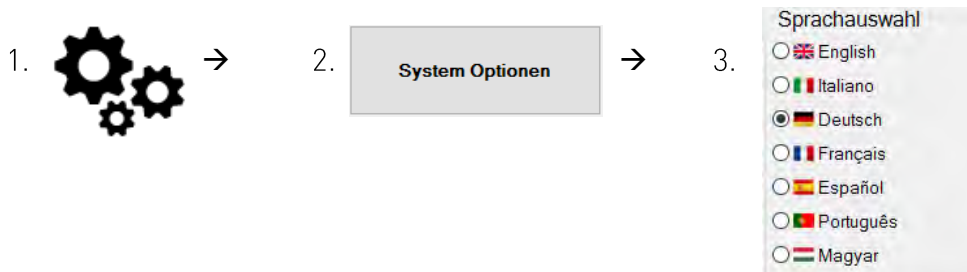 1. → 2. System Optionen → 3.
Sprachauswahl
English
Italiano
Deutsch
Français
Español
Português
Magyar